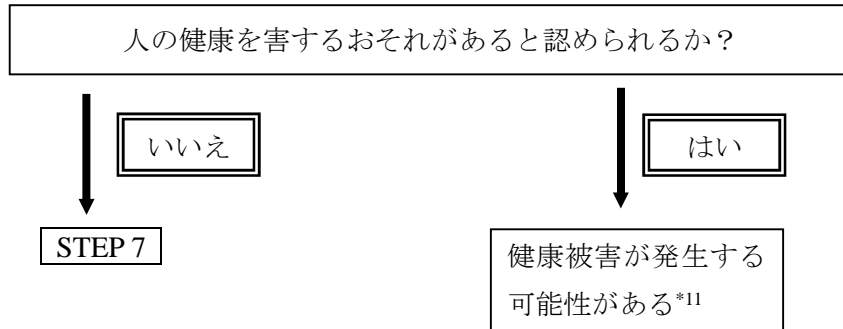 人の健康を害するおそれがあると認められるか？
いいえ
はい
STEP 7
健康被害が発生する
可能性がある*11